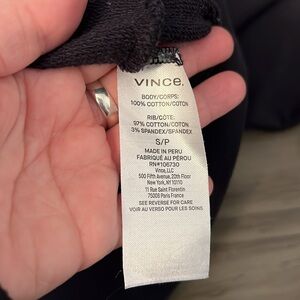 VINCE.
BODY/CORPS:
100% COTTON/COTON
RIB/CÔTE:
97% COTTON/COTON
3% SPANDEX/SPANDEX
S/P
MADE IN PERU
FABRIQUÉ AU PÉROU
RN#106730
Vince, LLC
500 Fifth Avenue, 20th Floor
New York, NY 10110
11 Rue Saint Florentin
75008 Paris France
SEE REVERSE FOR CARE
VOIR AU VERSO POUR LES SOINS